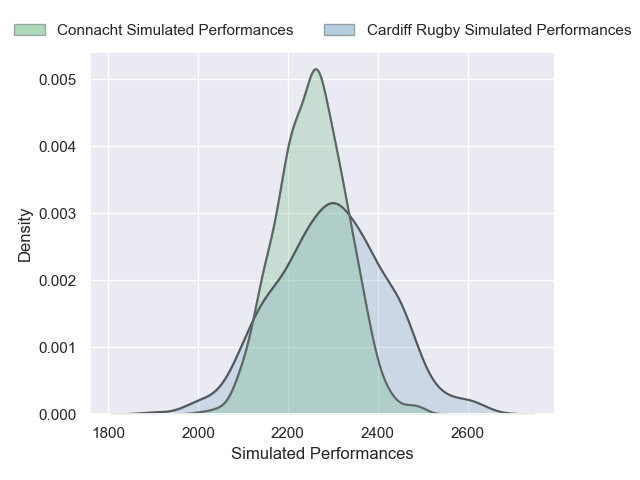 Connacht Simulated Performances Cardiff Rugby Simulated Performances
0.005
0.004
0.003
0.002
0.001
0.000
Density
1800 2000 2200 2400 2600
Simulated Performances